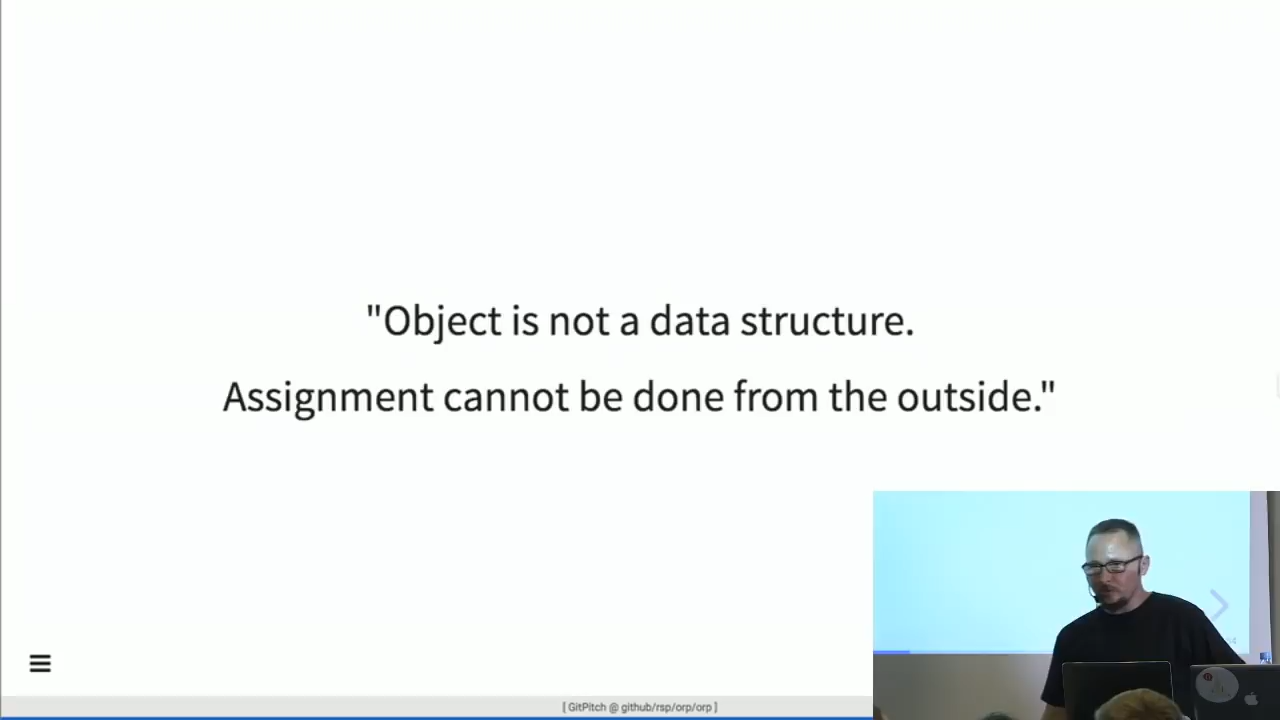 "Object is not a data structure.
Assignment cannot be done from the outside."
[ GitPitch @ github/rsp/orp/orp ]